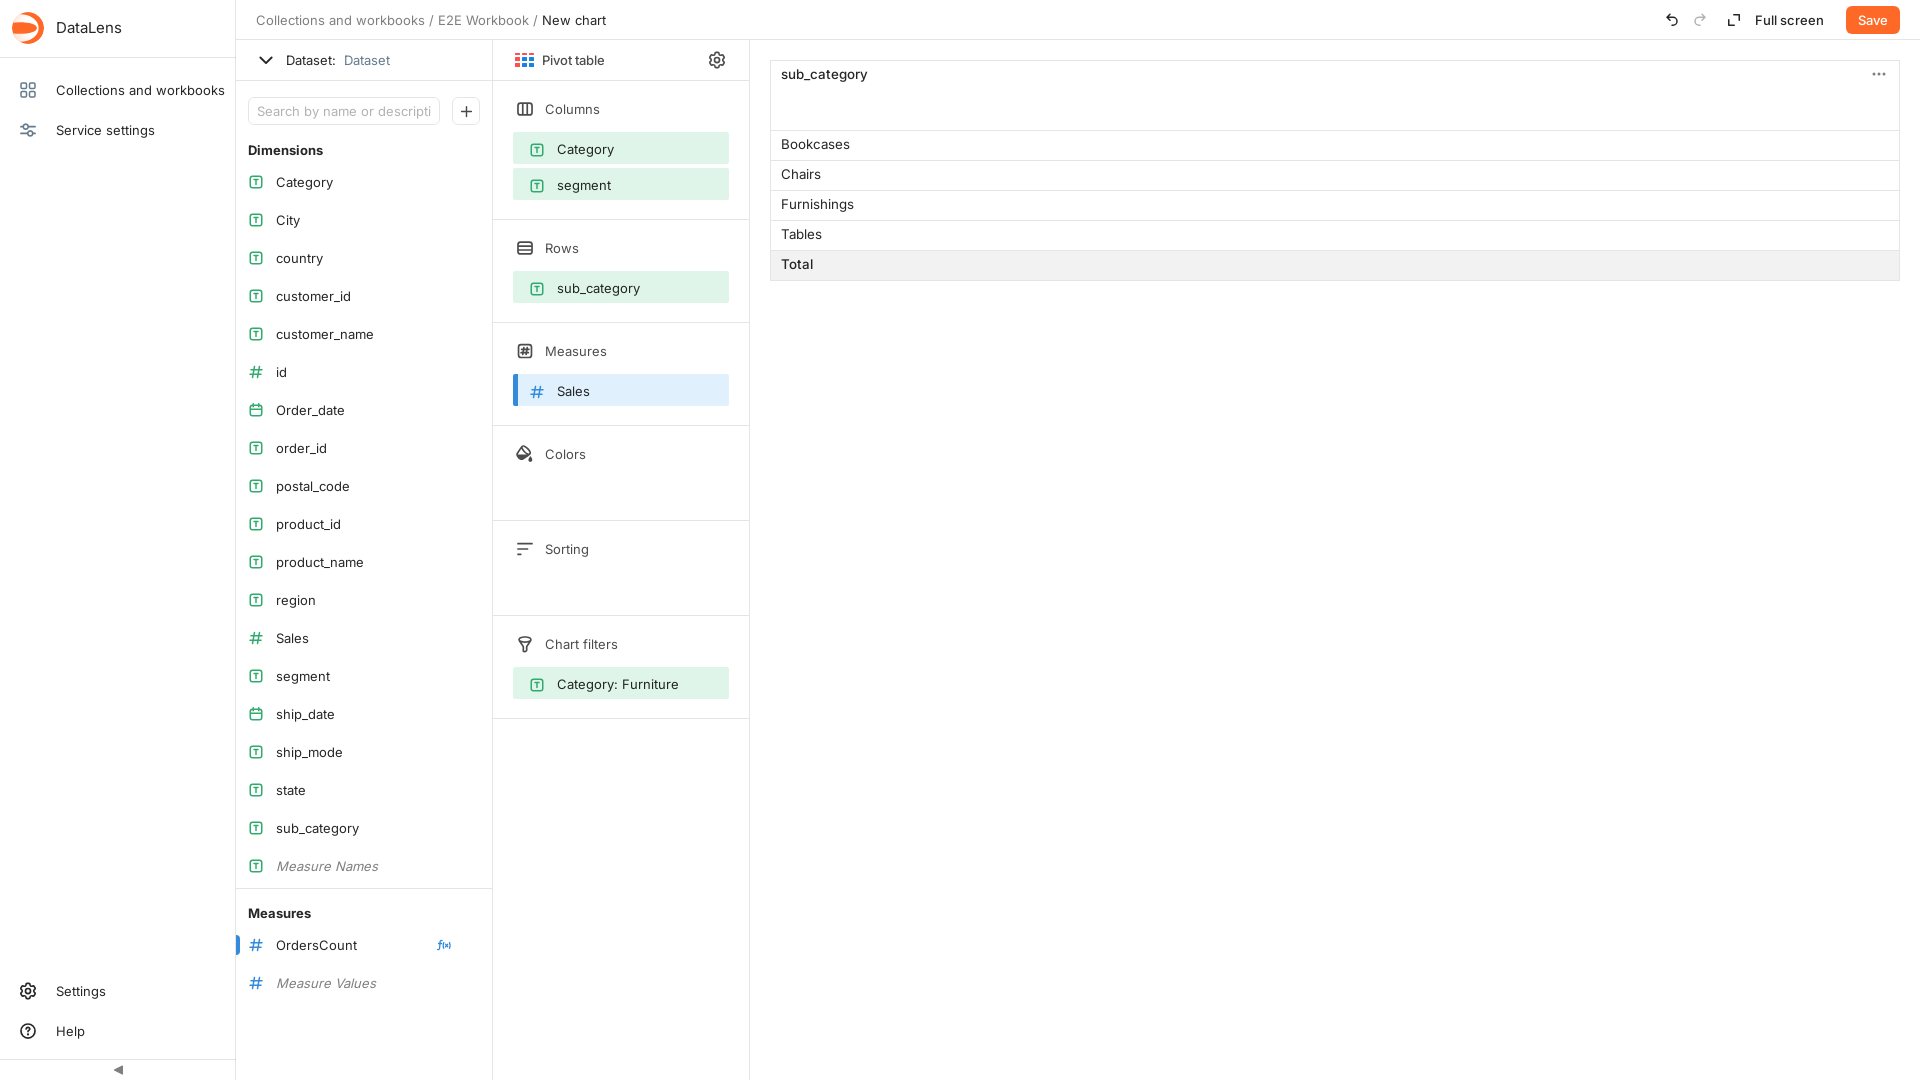 DataLens
Collections and workbooks
Service settings
Settings
Help
Collections and workbooks / E2E Workbook / New chart
Full screen
Save
Dataset: Dataset
Search by name or descripti
Dimensions
Category
City
country
customer_id
customer_name
id
Order_date
order_id
postal_code
product_id
product_name
region
Sales
segment
ship_date
ship_mode
state
sub_category
Measure Names
Measures
OrdersCount
Measure Values
Pivot table
Columns
Category
segment
Rows
sub_category
Measures
Sales
Colors
Sorting
Chart filters
Category: Furniture
sub_category
Bookcases
Chairs
Furnishings
Tables
Total